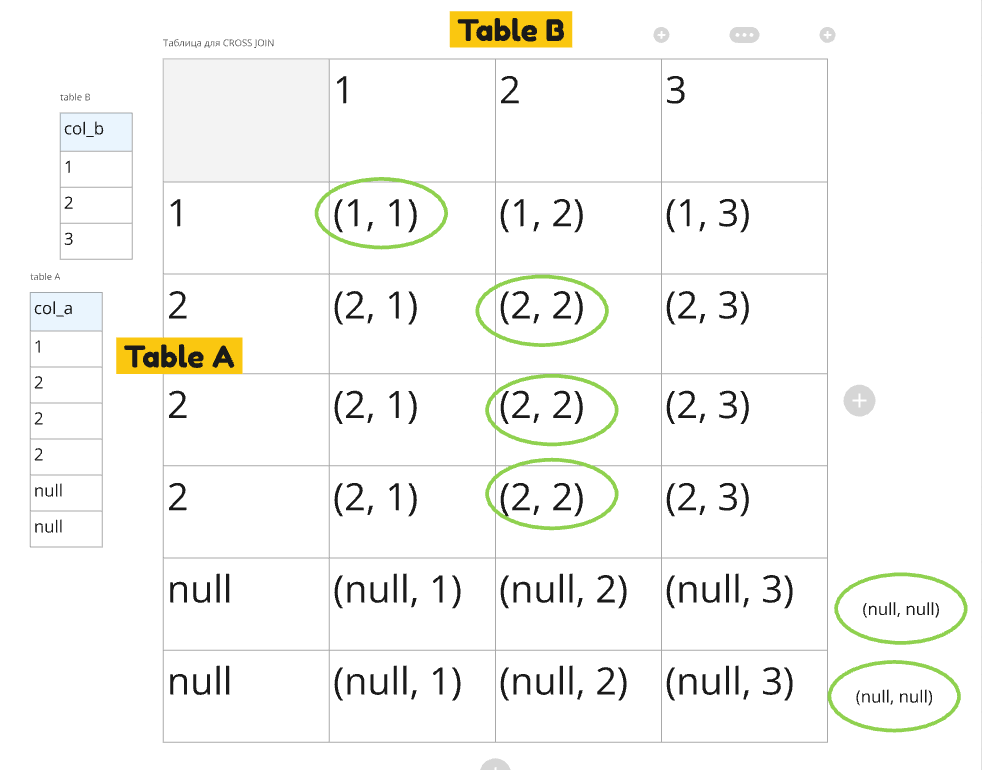 Table B
Таблица для CROSS JOIN
table B
col_b
1
2
3
table A
col_a
1
2
2
2
null
null
Table A
1 2 3
1 (1, 1) (1, 2) (1, 3)
2 (2, 1) (2, 2) (2, 3)
2 (2, 1) (2, 2) (2, 3)
2 (2, 1) (2, 2) (2, 3)
null (null, 1) (null, 2) (null, 3) (null, null)
null (null, 1) (null, 2) (null, 3) (null, null)